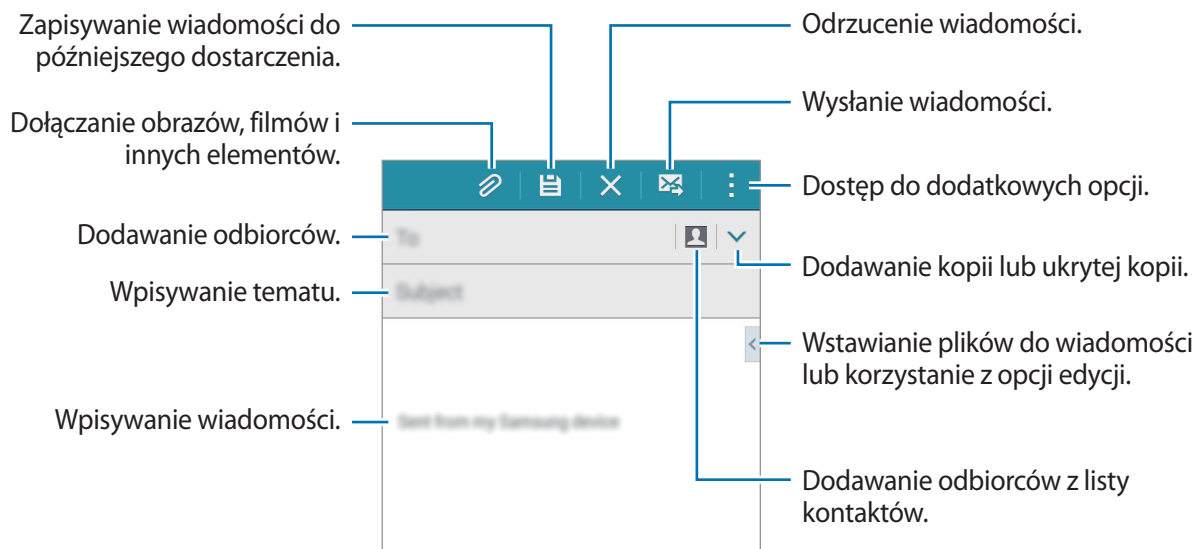 Zapisywanie wiadomości do
późniejszego dostarczenia.
Dołączanie obrazów, filmów i
innych elementów.
Dodawanie odbiorców.
Wpisywanie tematu.
Wpisywanie wiadomości.
Odrzucenie wiadomości.
Wysłanie wiadomości.
Dostęp do dodatkowych opcji.
Dodawanie kopii lub ukrytej kopii.
Wstawianie plików do wiadomości
lub korzystanie z opcji edycji.
Dodawanie odbiorców z listy
kontaktów.
To
Subject
Sent from my Samsung device